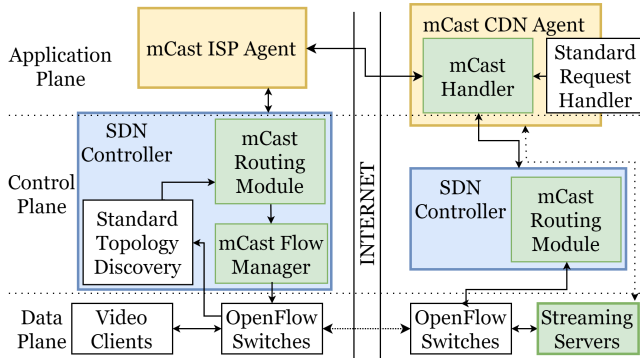 Application
Plane
mCast ISP Agent
mCast CDN Agent
mCast
Handler
Standard
Request
Handler
INTERNET
Control
Plane
SDN
Controller
mCast
Routing
Module
Standard
Topology
Discovery
mCast Flow
Manager
SDN
Controller
mCast
Routing
Module
Data
Plane
Video
Clients
OpenFlow
Switches
OpenFlow
Switches
Streaming
Servers